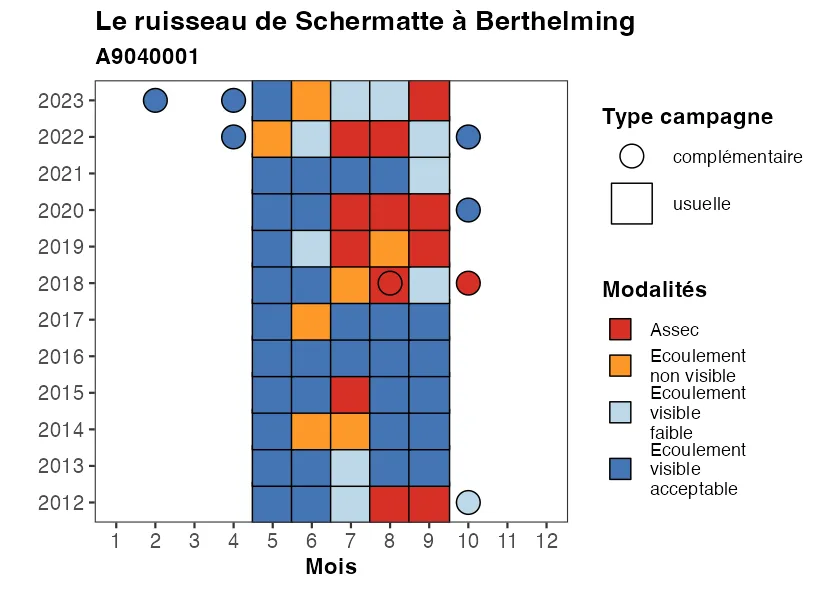 Le ruisseau de Schermatte à Berthelming
A9040001
2023
2022
2021
2020
2019
2018
2017
2016
2015
2014
2013
2012
1 2 3 4 5 6 7 8 9 10 11 12
Mois
Type campagne
complémentaire
usuelle
Modalités
Assec
Ecoulement
non visible
Ecoulement
visible
faible
Ecoulement
visible
acceptable